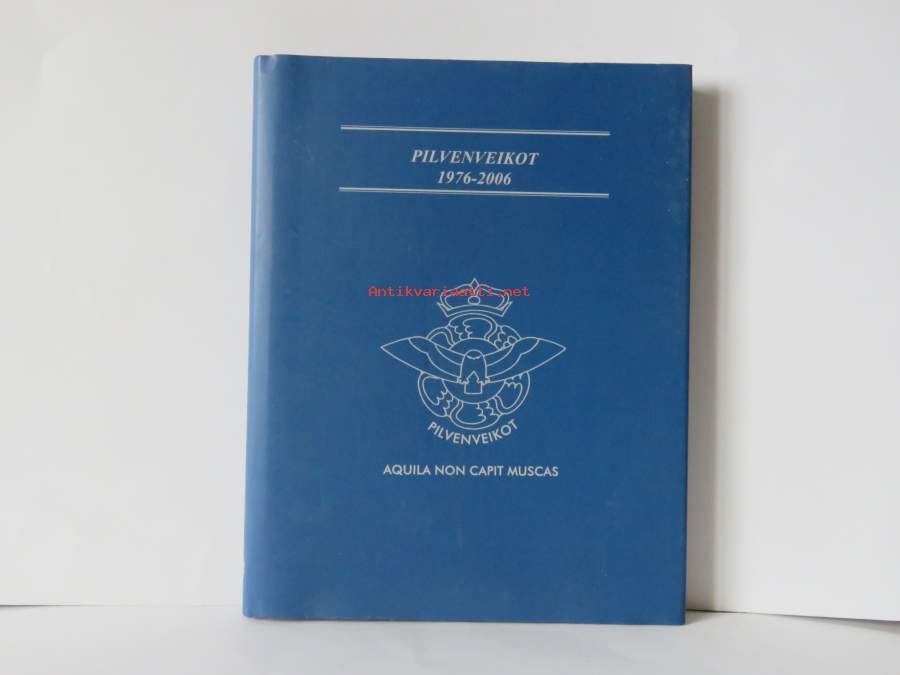 PILVENVEIKOT
1976-2006
Antikvariaatti.net
PILVENVEIKOT
AQUILA NON CAPIT MUSCAS